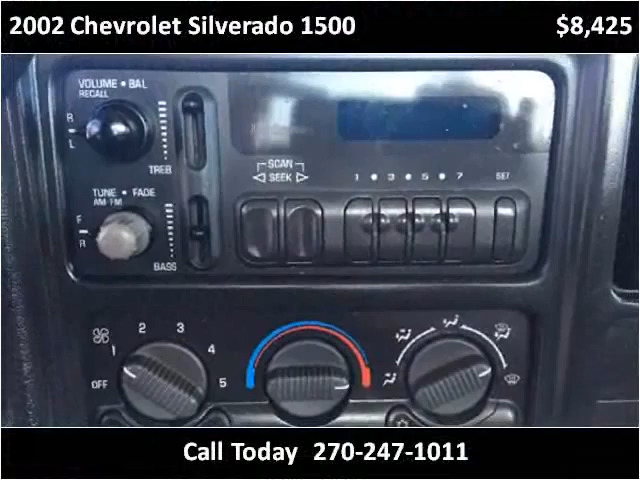 2002 Chevrolet Silverado 1500 $8,425
VOLUME • BAL
RECALL
R
L
TREB
SCAN
SEEK
1 • 3 • 5 • 7 SET
TUNE • FADE
AM-FM
F
R
BASS
OFF 1 2 3 4 5
Call Today 270-247-1011